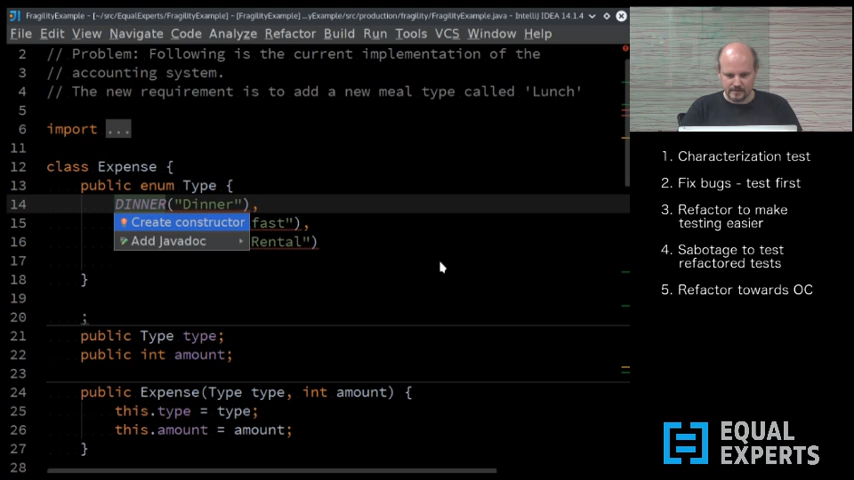 FragilityExample - [~/src/EqualExperts/FragilityExample] - [FragilityExample] ...yExample/src/production/fragility/FragilityExample.java - IntelliJ IDEA 14.1.4
File Edit View Navigate Code Analyze Refactor Build Run Tools VCS Window Help
2 // Problem: Following is the current implementation of the
3 // accounting system.
4 // The new requirement is to add a new meal type called 'Lunch'
5
6 import ...
11
12 class Expense {
13 public enum Type {
14 DINNER("Dinner"),
15 fast"),
16 Rental")
17
18 }
19
20 ;
21 public Type type;
22 public int amount;
23
24 public Expense(Type type, int amount) {
25 this.type = type;
26 this.amount = amount;
27 }
28
Create constructor
Add Javadoc
1. Characterization test
2. Fix bugs - test first
3. Refactor to make
testing easier
4. Sabotage to test
refactored tests
5. Refactor towards OC
EQUAL
EXPERTS